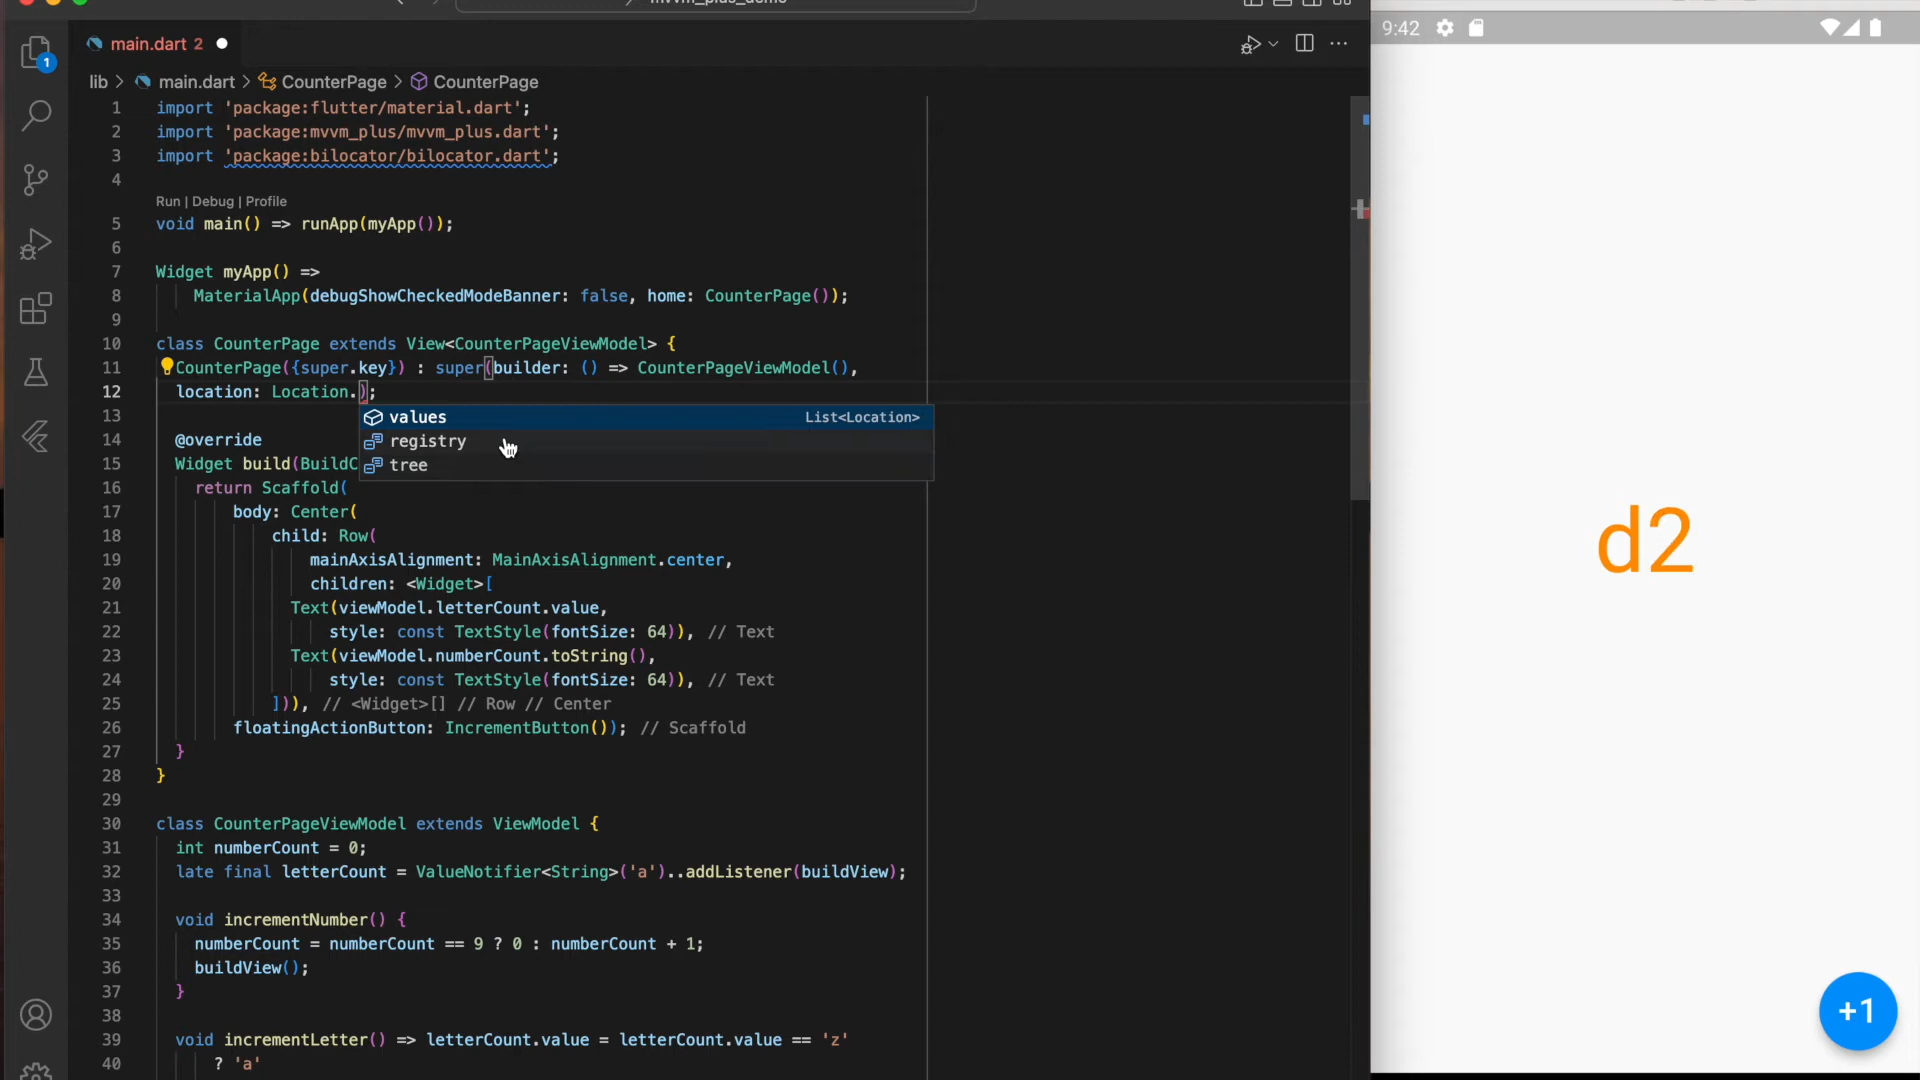 main.dart 2
9:42
1
lib > main.dart > CounterPage > CounterPage
1 import 'package:flutter/material.dart';
2 import 'package:mvvm_plus/mvvm_plus.dart';
3 import 'package:bilocator/bilocator.dart';
4
Run | Debug | Profile
5 void main() => runApp(myApp());
6
7 Widget myApp() =>
8 MaterialApp(debugShowCheckedModeBanner: false, home: CounterPage());
9
10 class CounterPage extends View<CounterPageViewModel> {
11 CounterPage({super.key}) : super(builder: () => CounterPageViewModel(),
12 location: Location.);
values List<Location>
registry
tree
13
14 @override
15 Widget build(BuildC
16 return Scaffold(
17 body: Center(
18 child: Row(
19 mainAxisAlignment: MainAxisAlignment.center,
20 children: <Widget>[
21 Text(viewModel.letterCount.value,
22 style: const TextStyle(fontSize: 64)), // Text
23 Text(viewModel.numberCount.toString(),
24 style: const TextStyle(fontSize: 64)), // Text
25 ])), // <Widget>[] // Row // Center
26 floatingActionButton: IncrementButton()); // Scaffold
27 }
28 }
29
30 class CounterPageViewModel extends ViewModel {
31 int numberCount = 0;
32 late final letterCount = ValueNotifier<String>('a')..addListener(buildView);
33
34 void incrementNumber() {
35 numberCount = numberCount == 9 ? 0 : numberCount + 1;
36 buildView();
37 }
38
39 void incrementLetter() => letterCount.value = letterCount.value == 'z'
40 ? 'a'
d2
+1